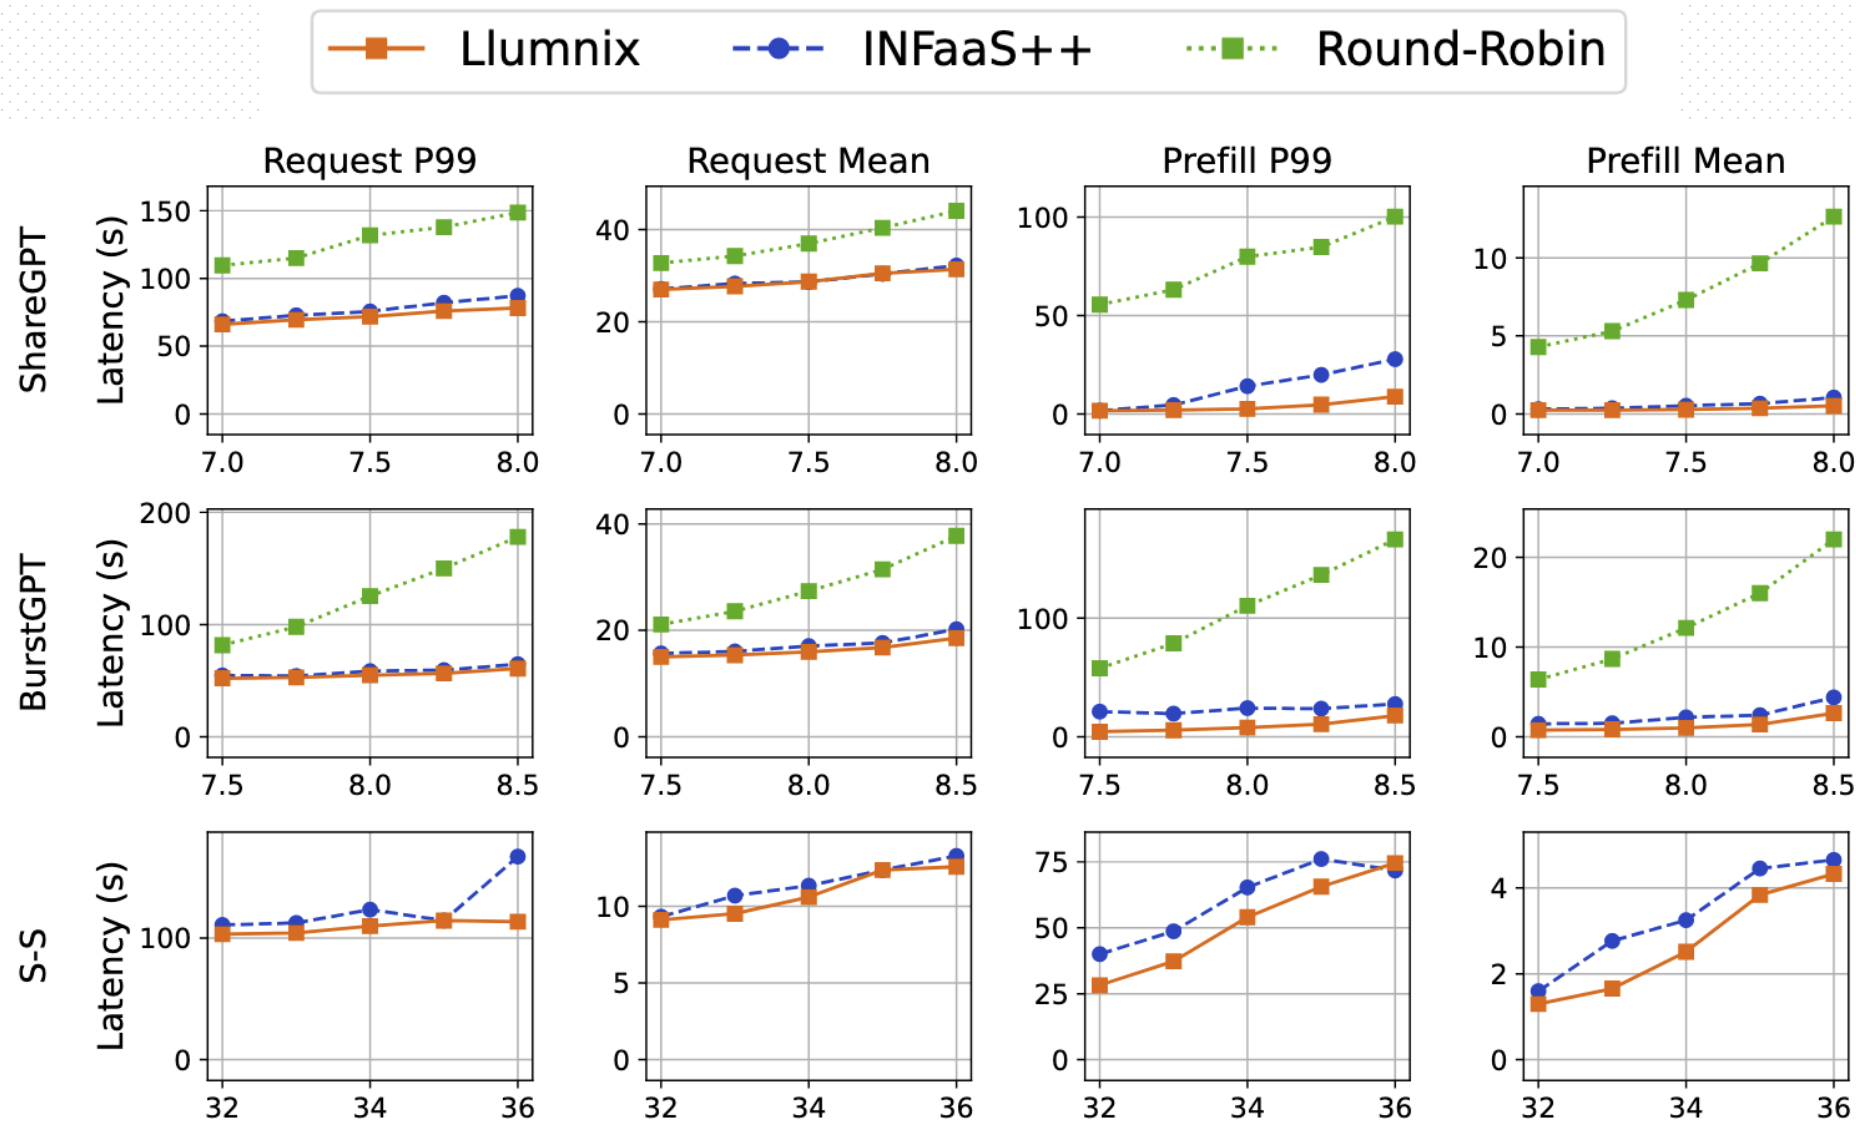 Llumnix INFaaS++ Round-Robin
Request P99 Request Mean Prefill P99 Prefill Mean
ShareGPT
Latency (s)
150
100
50
0
7.0 7.5 8.0
40
20
0
7.0 7.5 8.0
100
50
0
7.0 7.5 8.0
10
5
0
7.0 7.5 8.0
BurstGPT
Latency (s)
200
100
0
7.5 8.0 8.5
40
20
0
7.5 8.0 8.5
100
0
7.5 8.0 8.5
20
10
0
7.5 8.0 8.5
S-S
Latency (s)
100
0
32 34 36
10
5
0
32 34 36
75
50
25
0
32 34 36
4
2
0
32 34 36